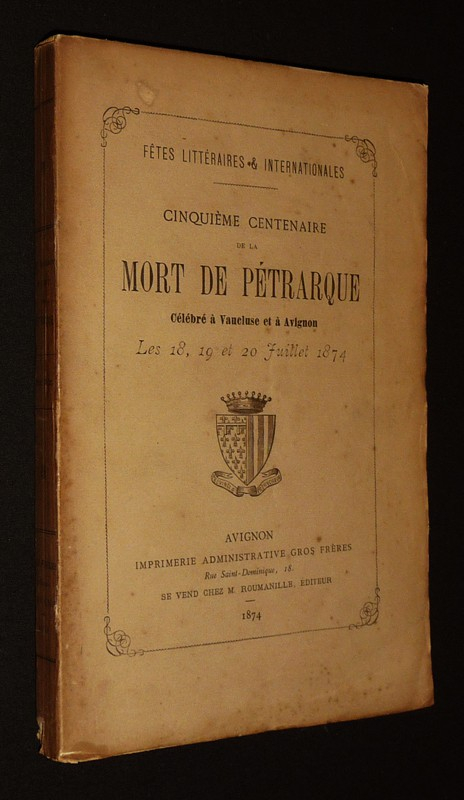 FÊTES LITTÉRAIRES & INTERNATIONALES
CINQUIÈME CENTENAIRE
DE LA
MORT DE PÉTRARQUE
Célébré à Vaucluse et à Avignon
Les 18, 19 et 20 Juillet 1874
AVIGNON
IMPRIMERIE ADMINISTRATIVE GROS FRÈRES
Rue Saint-Dominique, 18.
SE VEND CHEZ M. ROUMANILLE, ÉDITEUR
1874